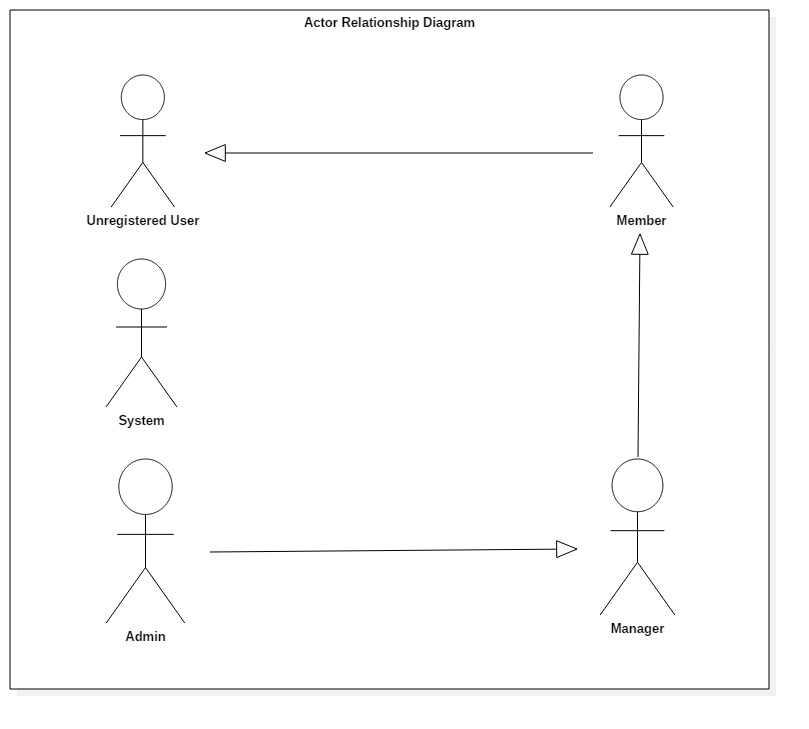 Actor Relationship Diagram
Unregistered User
Member
System
Admin
Manager